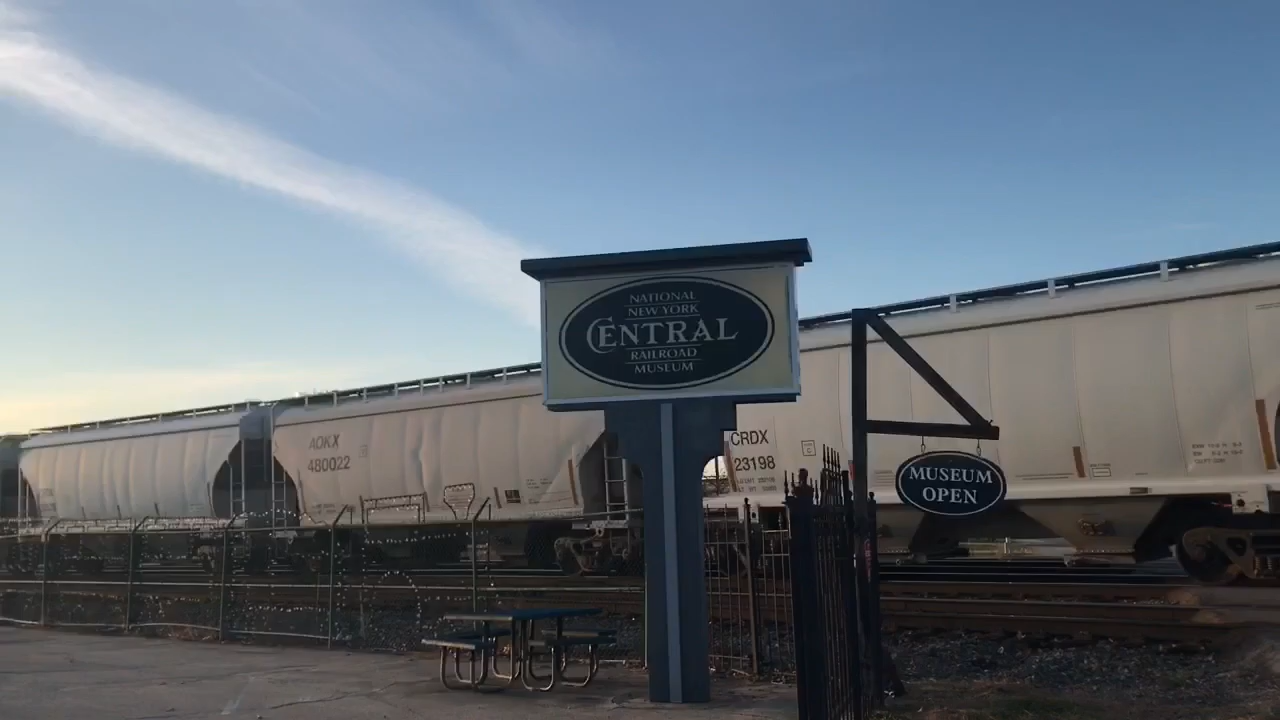 NATIONAL
NEW YORK
CENTRAL
RAILROAD
MUSEUM
AOKX
480022
CRDX
23198
MUSEUM
OPEN